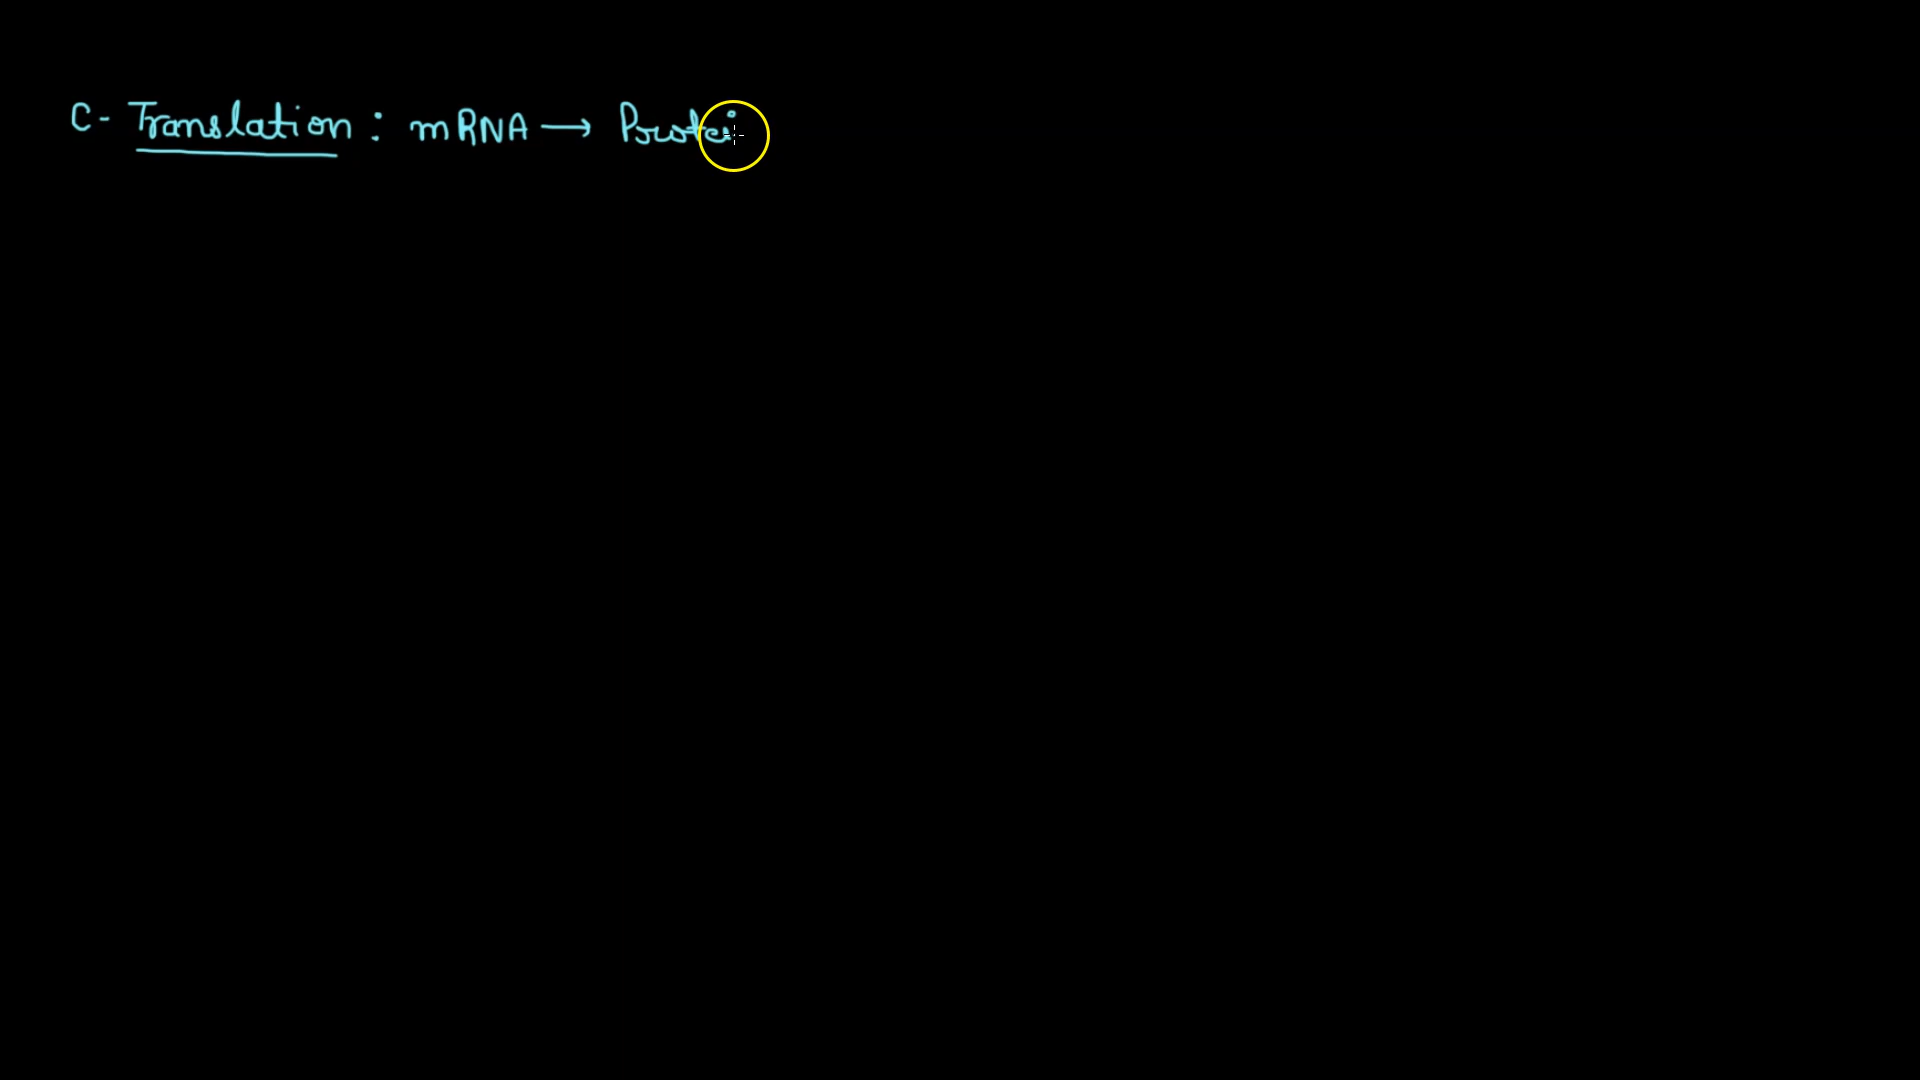 C- Translation : mRNA → Protei